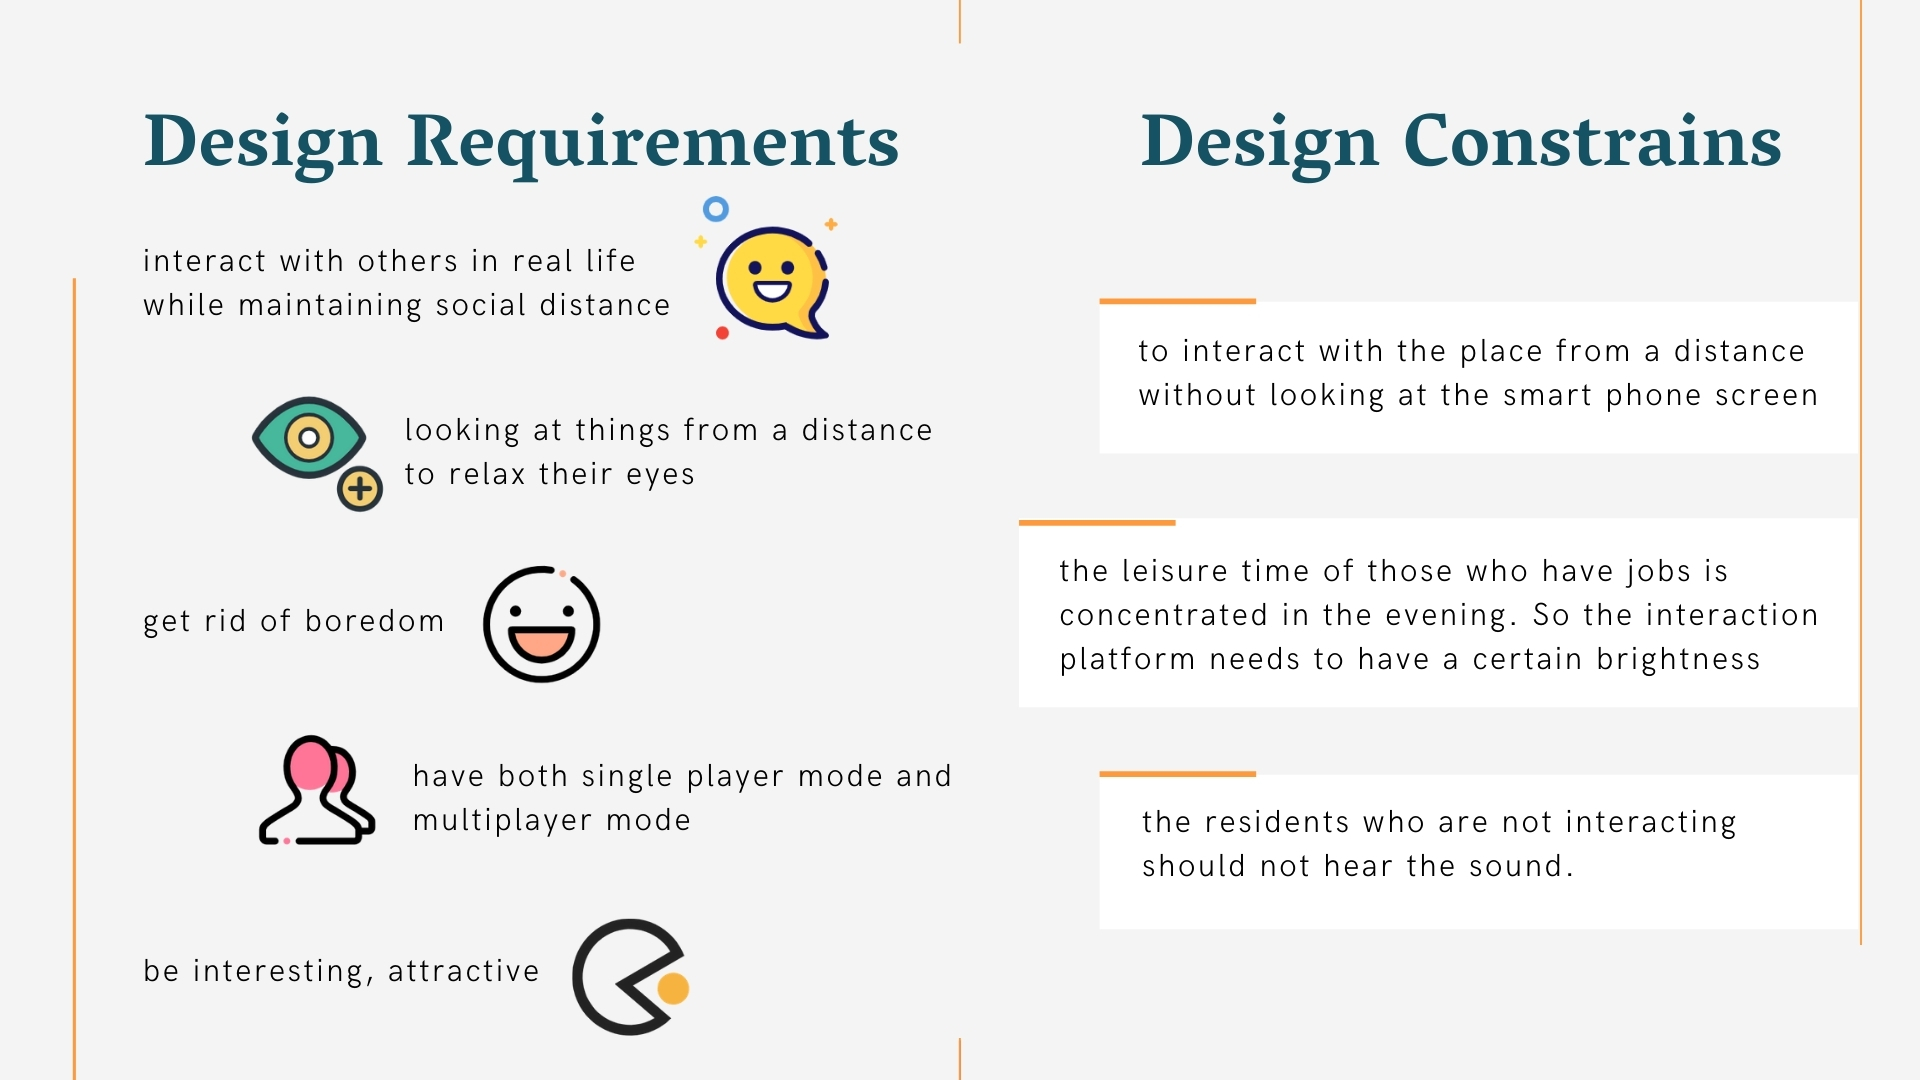 Design Requirements
interact with others in real life
while maintaining social distance
looking at things from a distance
to relax their eyes
get rid of boredom
have both single player mode and
multiplayer mode
be interesting, attractive
Design Constrains
to interact with the place from a distance
without looking at the smart phone screen
the leisure time of those who have jobs is
concentrated in the evening. So the interaction
platform needs to have a certain brightness
the residents who are not interacting
should not hear the sound.